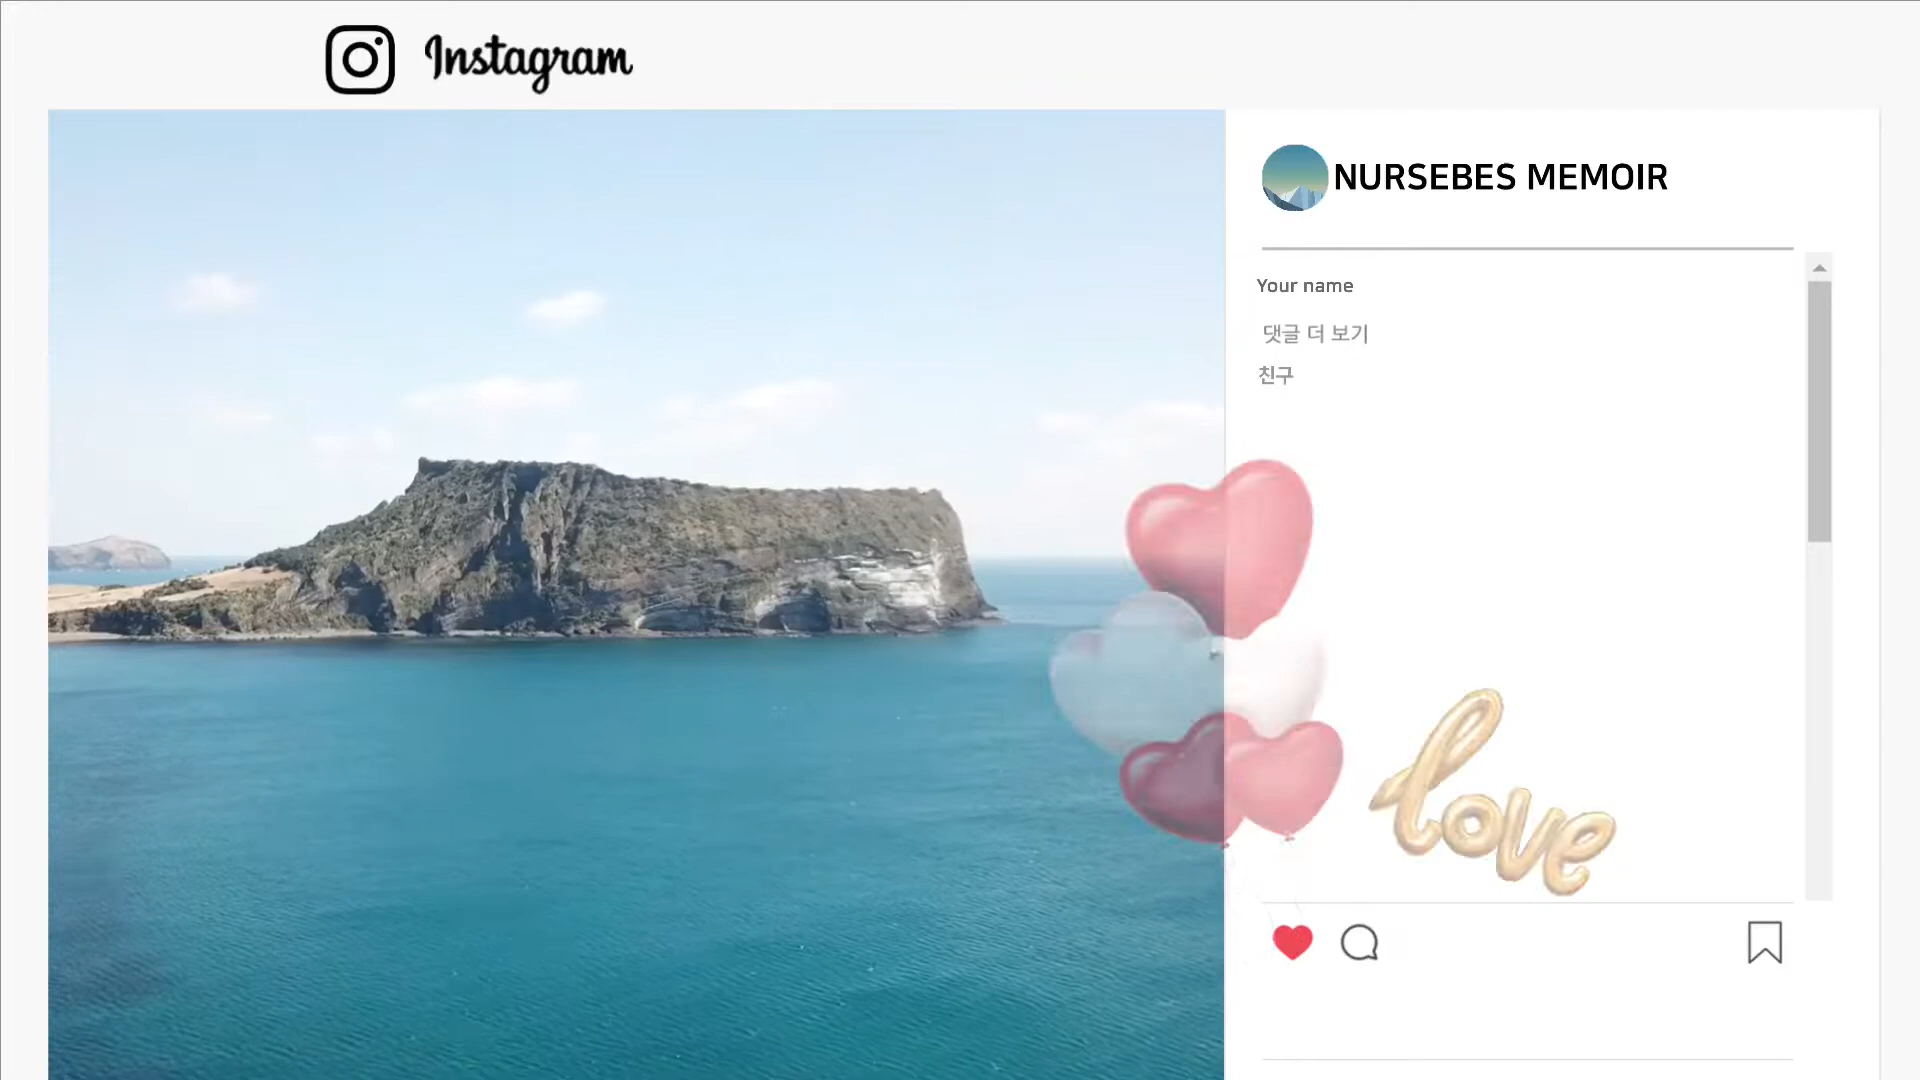 Instagram
NURSEBES MEMOIR
Your name
댓글 더 보기
친구
love